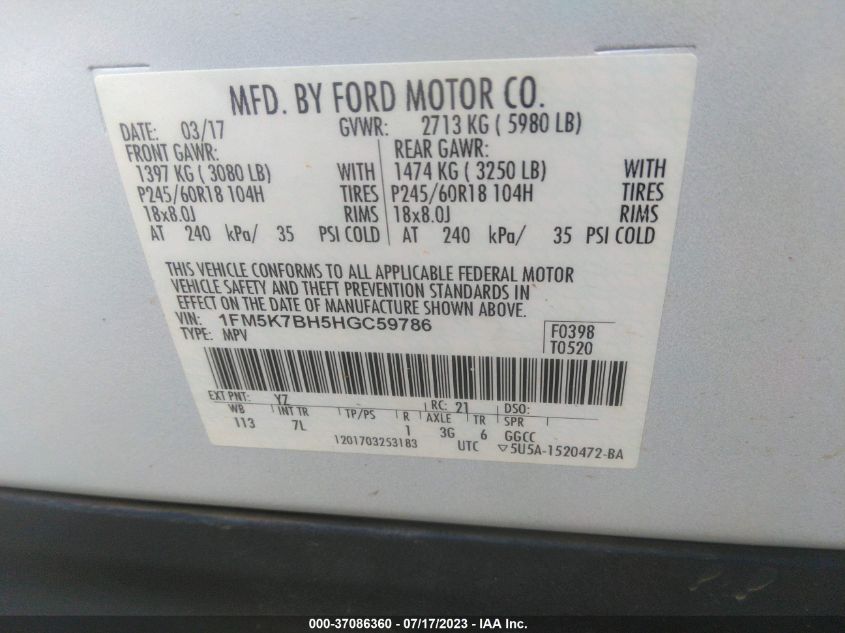 MFD. BY FORD MOTOR CO.
DATE: 03/17 GVWR: 2713 KG ( 5980 LB)
FRONT GAWR: REAR GAWR:
1397 KG ( 3080 LB) WITH 1474 KG ( 3250 LB) WITH
P245/60R18 104H TIRES P245/60R18 104H TIRES
18x8.0J RIMS 18x8.0J RIMS
AT 240 kPa/ 35 PSI COLD AT 240 kPa/ 35 PSI COLD
THIS VEHICLE CONFORMS TO ALL APPLICABLE FEDERAL MOTOR
VEHICLE SAFETY AND THEFT PREVENTION STANDARDS IN
EFFECT ON THE DATE OF MANUFACTURE SHOWN ABOVE.
VIN: 1FM5K7BH5HGC59786
TYPE: MPV
F0398
T0520
EXT PNT: YZ RC: 21 DSO:
WB INT TR TP/PS R AXLE TR SPR
113 7L 1 3G 6 GGCC
1201703253183 UTC ▽5U5A-1520472-BA
000-37086360 - 07/17/2023 - IAA Inc.